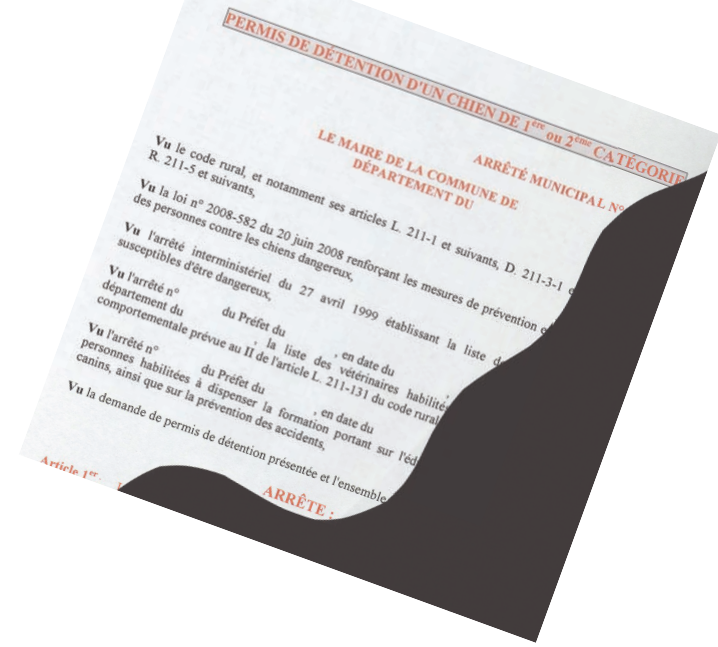 PERMIS DE DÉTENTION D'UN CHIEN DE 1ère ou 2ème CATÉGORIE
ARRÊTÉ MUNICIPAL N°
LE MAIRE DE LA COMMUNE DE
DÉPARTEMENT DU
Vu le code rural, et notamment ses articles L. 211-1 et suivants, D. 211-3-1
R. 211-5 et suivants,
Vu la loi n° 2008-582 du 20 juin 2008 renforçant les mesures de prévention
des personnes contre les chiens dangereux,
Vu l'arrêté interministériel du 27 avril 1999 établissant la liste
susceptibles d'être dangereux,
Vu l'arrêté n° du Préfet du , en date du
département du , la liste des vétérinaires
comportementale prévue au II de l'article L. 211-131 du code rural
Vu l'arrêté n° du Préfet du , en date du
personnes habilitées à dispenser la formation portant sur
canins, ainsi que sur la prévention des accidents,
Vu la demande de permis de détention présentée et l'ensemble
ARRÊTE :
Article 1er.